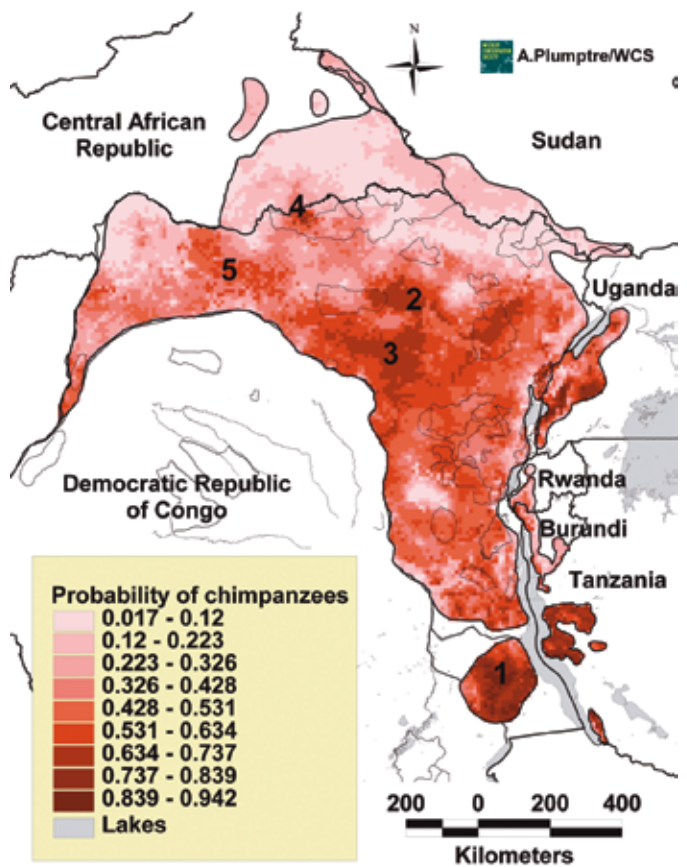 N
A.Plumptre/WCS
Central African
Republic
Sudan
4
5
2
Uganda
3
Democratic Republic
of Congo
Rwanda
Burundi
Tanzania
1
Probability of chimpanzees
0.017 - 0.12
0.12 - 0.223
0.223 - 0.326
0.326 - 0.428
0.428 - 0.531
0.531 - 0.634
0.634 - 0.737
0.737 - 0.839
0.839 - 0.942
Lakes
200 0 200 400
Kilometers